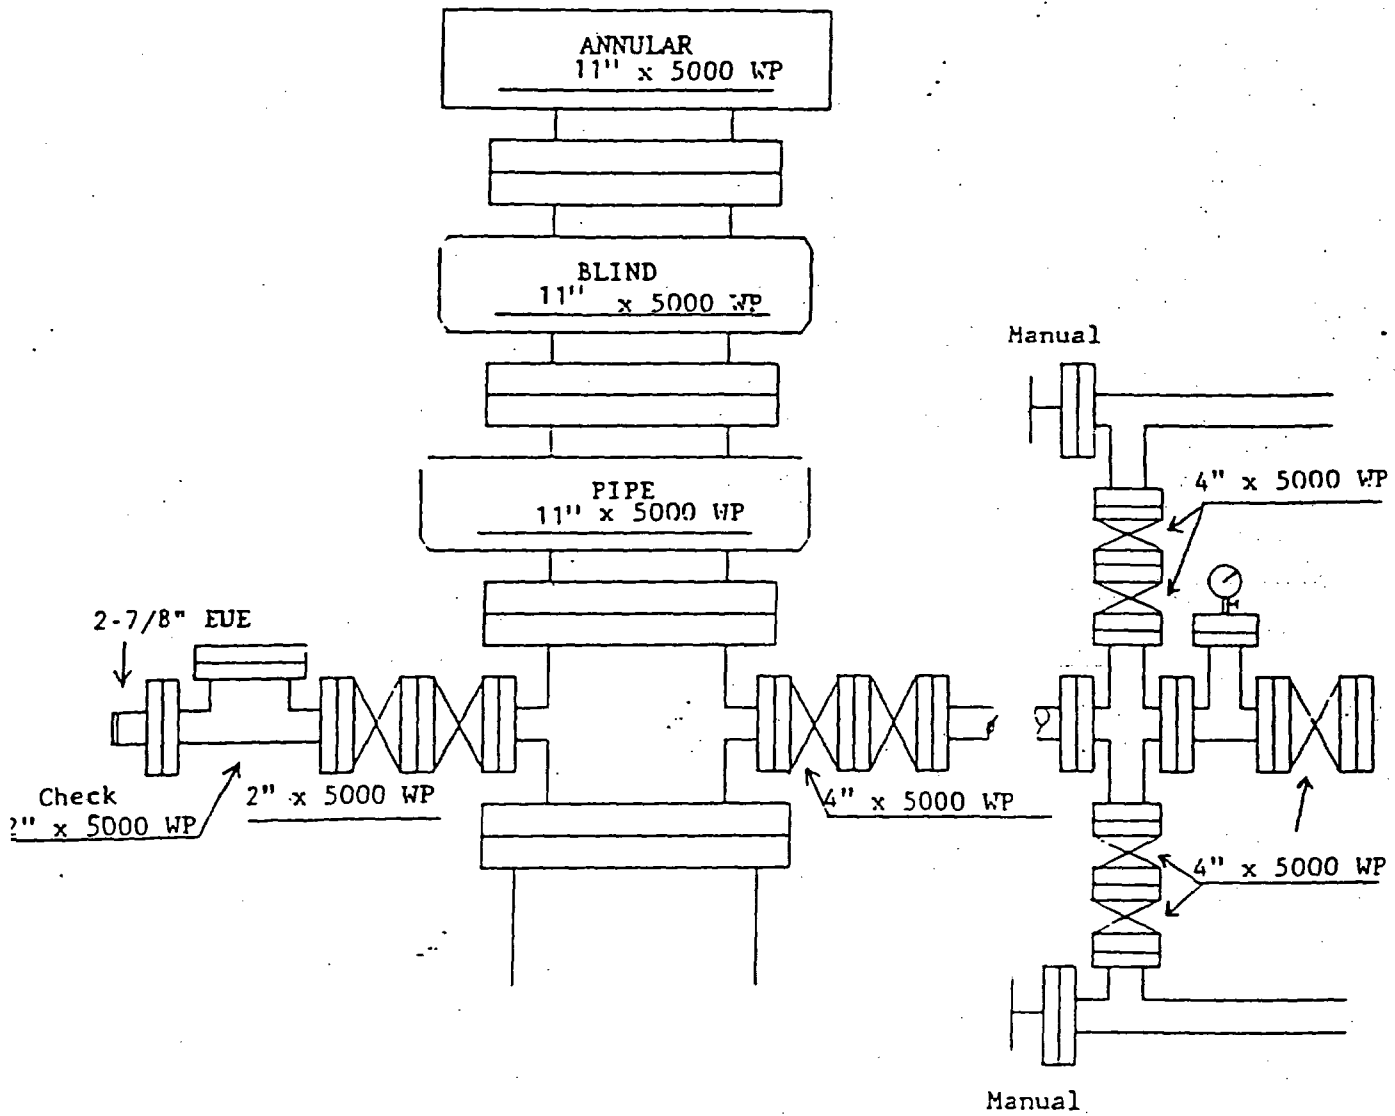 ANNULAR
11" x 5000 WP
BLIND
11" x 5000 WP
PIPE
11" x 5000 WP
Manual
4" x 5000 WP
2-7/8" EUE
Check
2" x 5000 WP
2" x 5000 WP
4" x 5000 WP
4" x 5000 WP
Manual